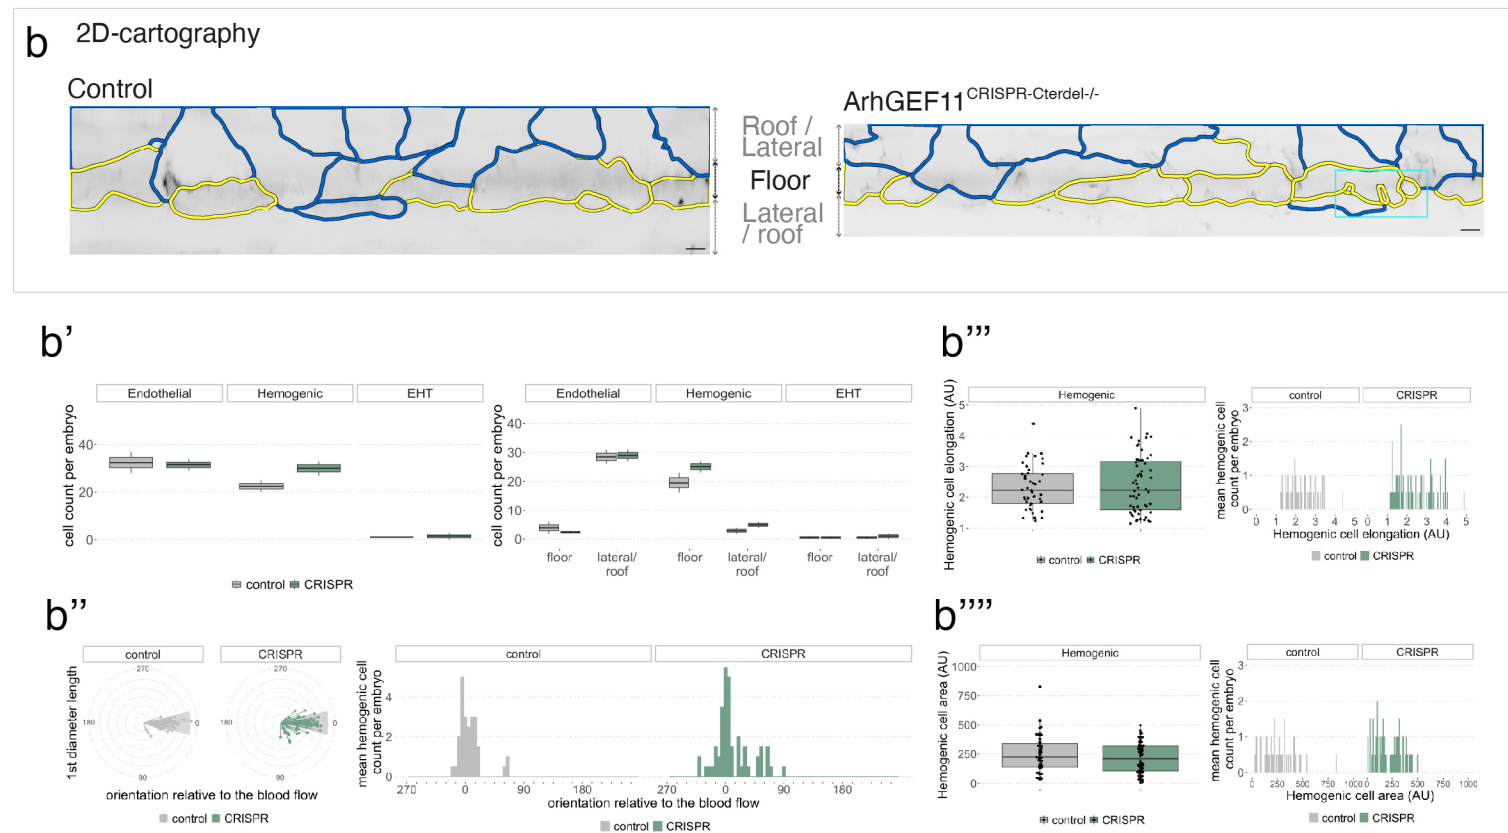 b 2D-cartography
Control
ArhGEF11CRISPR-Cterdel-/-
Roof /
Lateral
Floor
Lateral
/ roof
b’
Endothelial Hemogenic EHT
cell count per embryo
40
20
0
control CRISPR
Endothelial Hemogenic EHT
cell count per embryo
40
30
20
10
0
floor lateral/ roof floor lateral/ roof floor lateral/ roof
b’’’
Hemogenic
Hemogenic cell elongation (AU)
5
4
3
2
1
control CRISPR
control CRISPR
mean hemogenic cell
count per embryo
3
2
1
0
0 1 2 3 4 5 0 1 2 3 4 5
Hemogenic cell elongation (AU)
control CRISPR
b’’
control CRISPR
1st diameter length
270 270
180 0 180 0
90 90
orientation relative to the blood flow
control CRISPR
control CRISPR
mean hemogenic cell
count per embryo
4
2
0
270 0 90 180 270 0 90 180
orientation relative to the blood flow
control CRISPR
b’’’’
Hemogenic
Hemogenic cell area (AU)
1000
750
500
250
0
control CRISPR
control CRISPR
mean hemogenic cell
count per embryo
3
2
1
0
0 250 500 750 1000 0 250 500 750 1000
Hemogenic cell area (AU)
control CRISPR